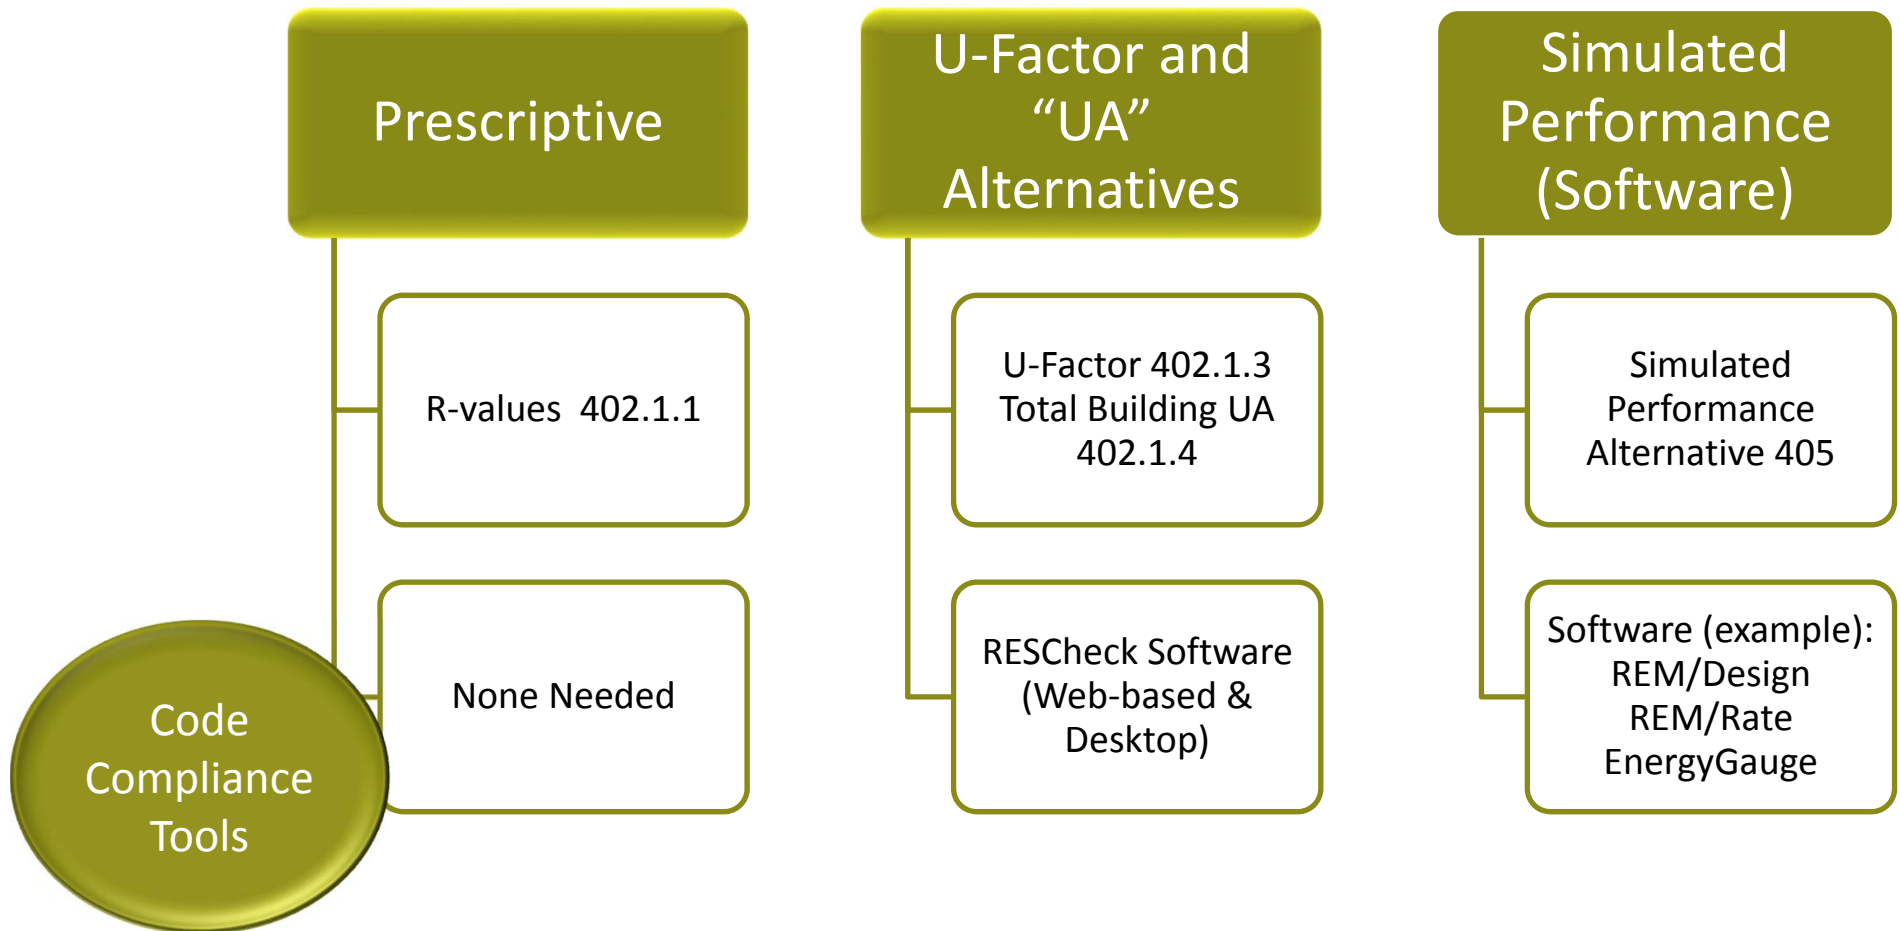 Prescriptive
U-Factor and
“UA”
Alternatives
Simulated
Performance
(Software)
R-values  402.1.1
U-Factor 402.1.3
Total Building UA
402.1.4
Simulated
Performance
Alternative 405
Code
Compliance
Tools
None Needed
RESCheck Software
(Web-based &
Desktop)
Software (example):
REM/Design
REM/Rate
EnergyGauge